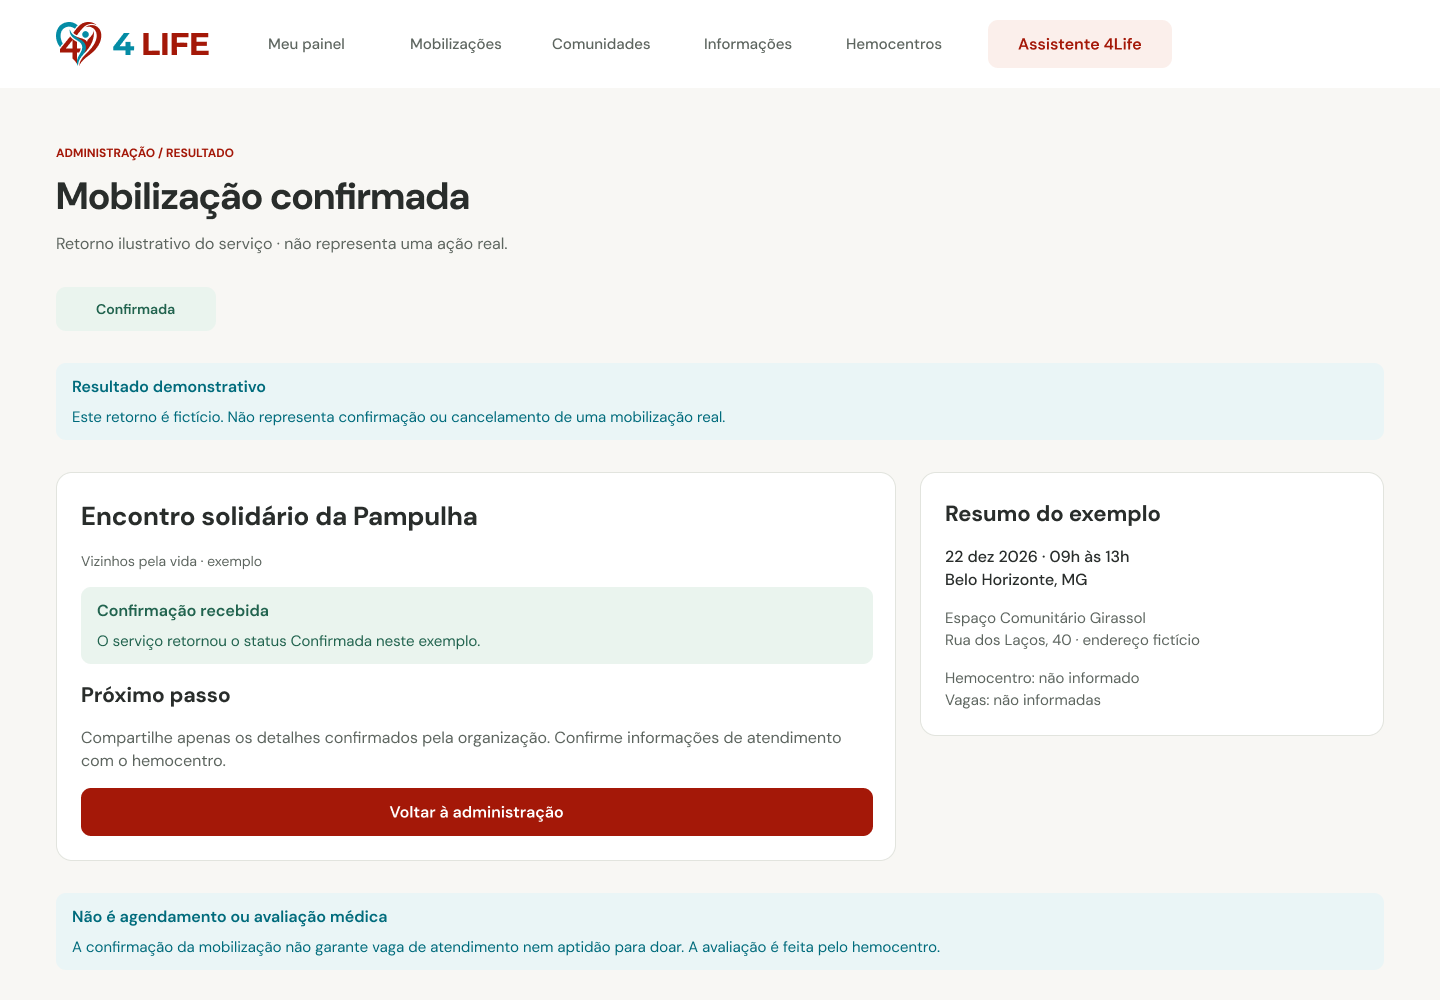 4 LIFE
Meu painel
Mobilizações
Comunidades
Informações
Hemocentros
Assistente 4Life
ADMINISTRAÇÃO / RESULTADO
Mobilização confirmada
Retorno ilustrativo do serviço · não representa uma ação real.
Confirmada
Resultado demonstrativo
Este retorno é fictício. Não representa confirmação ou cancelamento de uma mobilização real.
Encontro solidário da Pampulha
Vizinhos pela vida · exemplo
Confirmação recebida
O serviço retornou o status Confirmada neste exemplo.
Próximo passo
Compartilhe apenas os detalhes confirmados pela organização. Confirme informações de atendimento
com o hemocentro.
Voltar à administração
Resumo do exemplo
22 dez 2026 · 09h às 13h
Belo Horizonte, MG
Espaço Comunitário Girassol
Rua dos Laços, 40 · endereço fictício
Hemocentro: não informado
Vagas: não informadas
Não é agendamento ou avaliação médica
A confirmação da mobilização não garante vaga de atendimento nem aptidão para doar. A avaliação é feita pelo hemocentro.